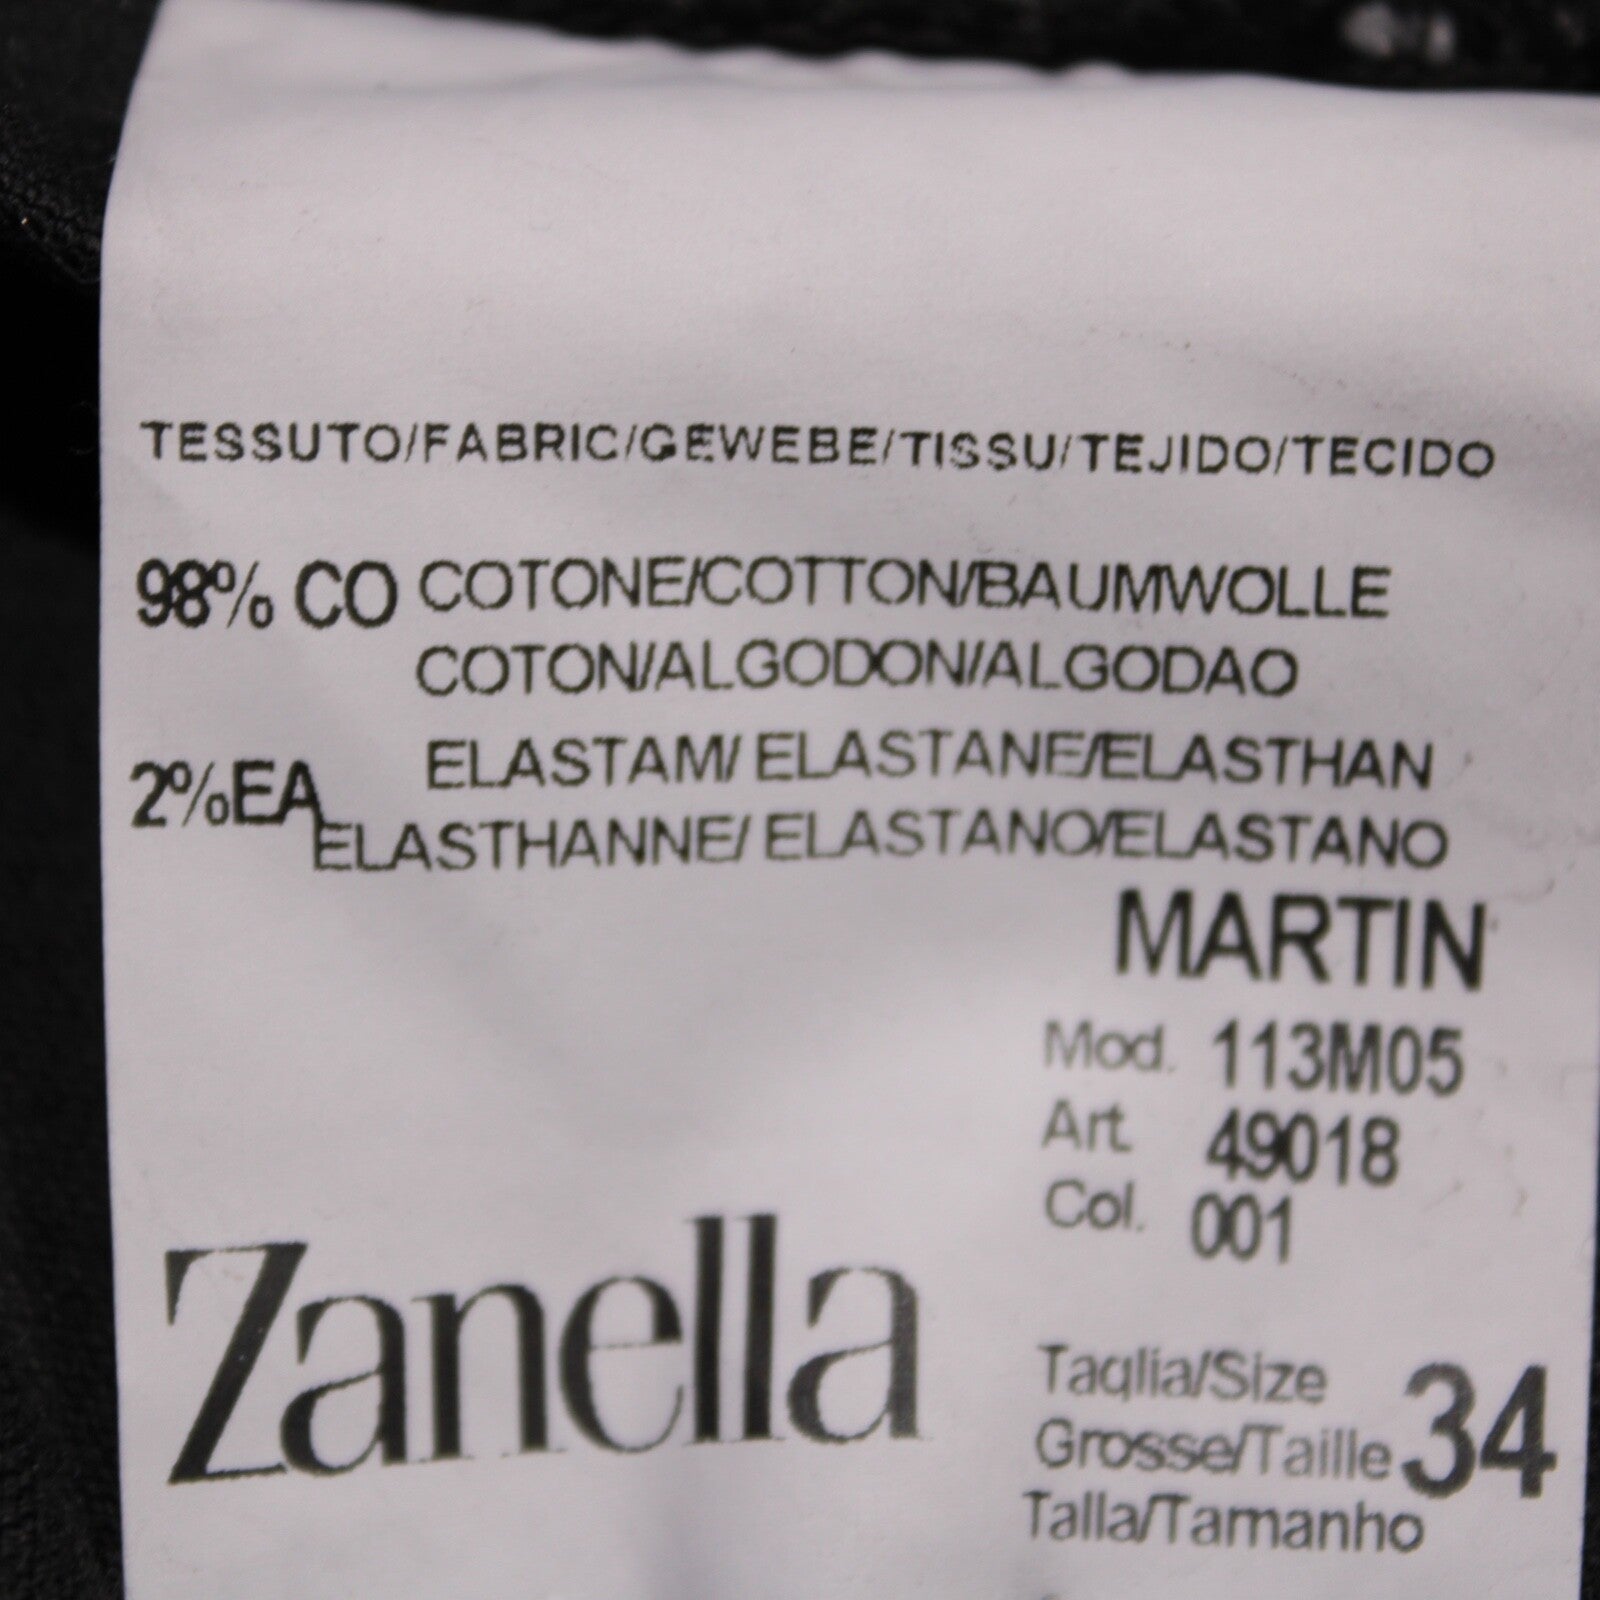 TESSUTO/FABRIC/GEWEBE/TISSU/TEJIDO/TECIDO
98% CO COTONE/COTTON/BAUMWOLLE
COTON/ALGODON/ALGODAO
2%EA ELASTAM/ ELASTANE/ELASTHAN
ELASTHANNE/ ELASTANO/ELASTANO
MARTIN
Mod. 113M05
Art. 49018
Col. 001
Zanella
Taglia/Size
Grosse/Taille 34
Talla/Tamanho